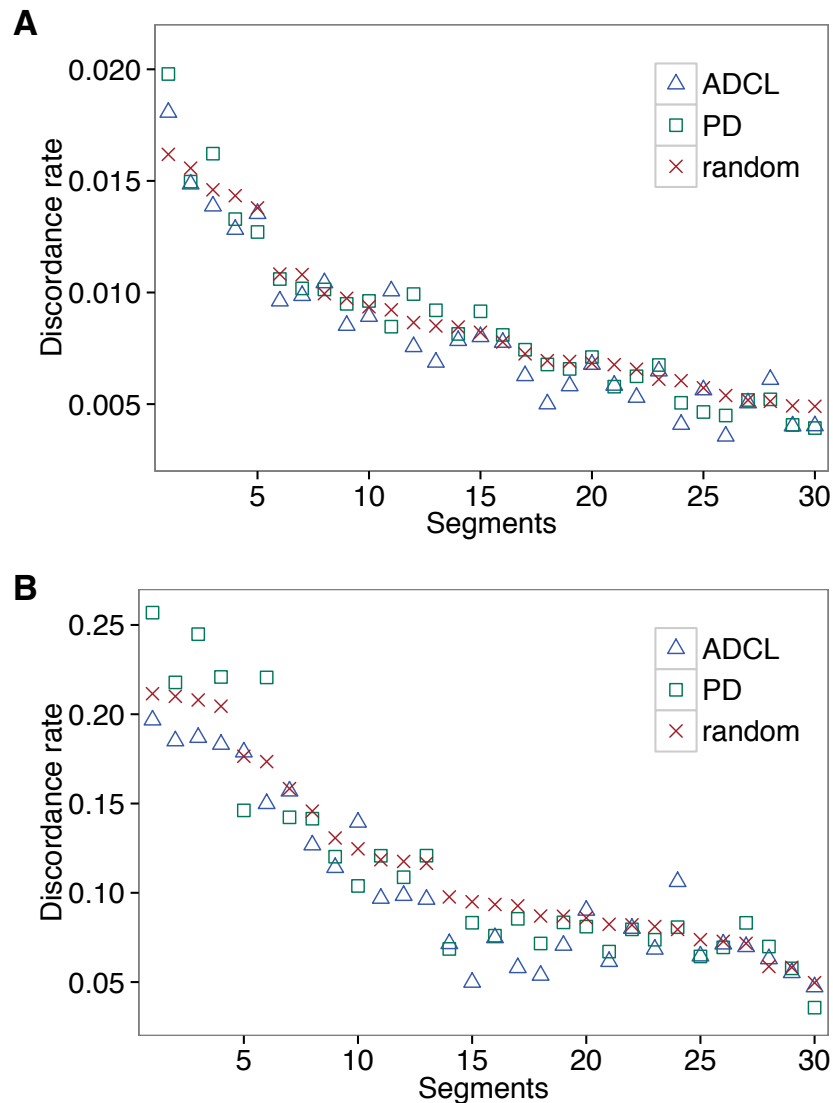 A
Discordance rate
0.020
0.015
0.010
0.005
ADCL
PD
random
5 10 15 20 25 30
Segments
B
Discordance rate
0.25
0.20
0.15
0.10
0.05
ADCL
PD
random
5 10 15 20 25 30
Segments